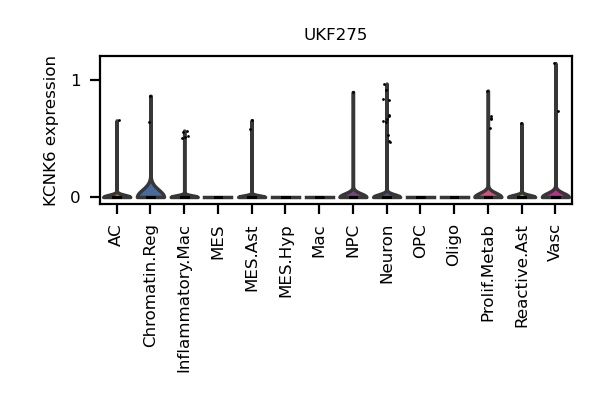 UKF275
KCNK6 expression
1
0
AC
Chromatin.Reg
Inflammatory.Mac
MES
MES.Ast
MES.Hyp
Mac
NPC
Neuron
OPC
Oligo
Prolif.Metab
Reactive.Ast
Vasc